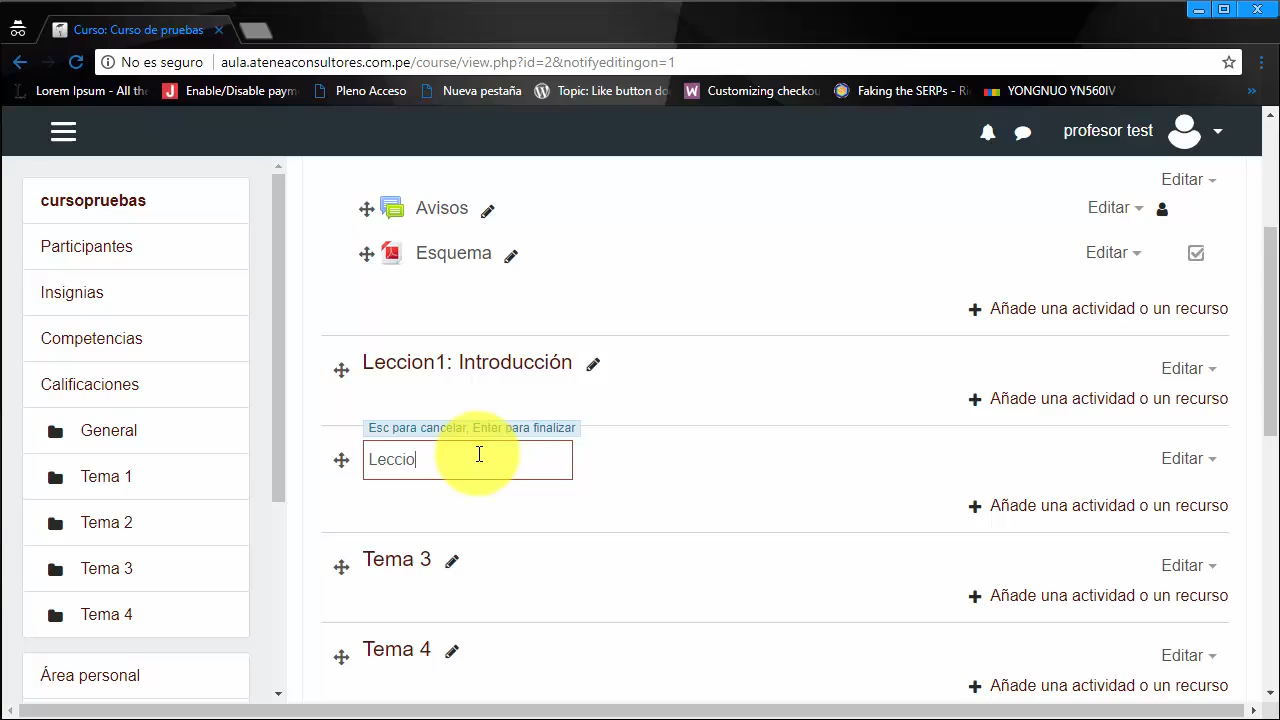 Curso: Curso de pruebas
No es seguro
aula.ateneaconsultores.com.pe/course/view.php?id=2&notifyeditingon=1
Lorem Ipsum - All the
Enable/Disable paym
Pleno Acceso
Nueva pestaña
Topic: Like button do
Customizing checkou
Faking the SERPs - Ri
YONGNUO YN560IV
profesor test
cursopruebas
Participantes
Insignias
Competencias
Calificaciones
General
Tema 1
Tema 2
Tema 3
Tema 4
Área personal
Editar
Avisos
Editar
Esquema
Editar
Añade una actividad o un recurso
Leccion1: Introducción
Editar
Añade una actividad o un recurso
Esc para cancelar, Enter para finalizar
Leccio
Editar
Añade una actividad o un recurso
Tema 3
Editar
Añade una actividad o un recurso
Tema 4
Editar
Añade una actividad o un recurso